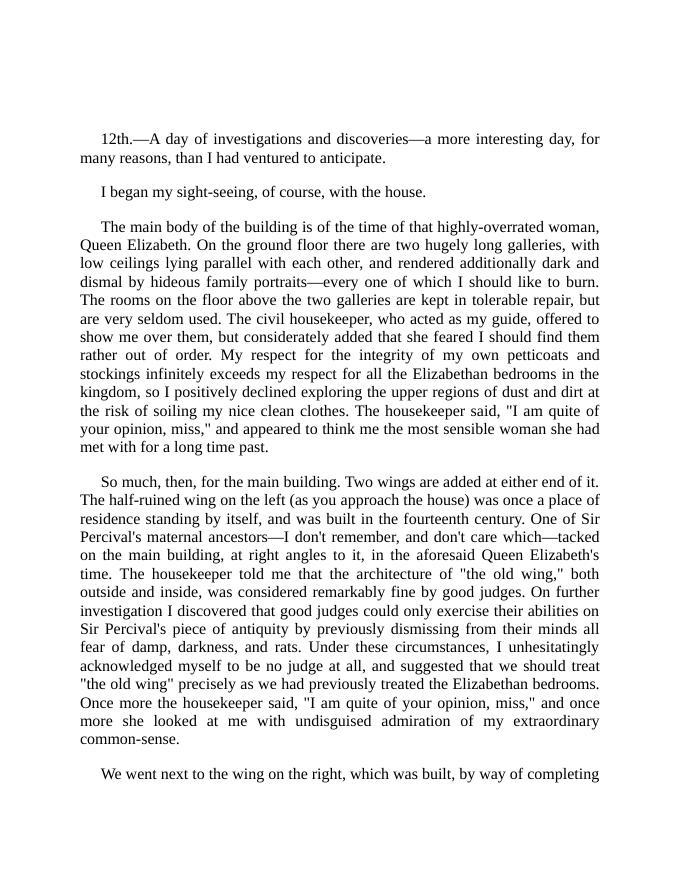 12th.—A day of investigations and discoveries—a more interesting day, for
many reasons, than I had ventured to anticipate.
I began my sight-seeing, of course, with the house.
The main body of the building is of the time of that highly-overrated woman,
Queen Elizabeth. On the ground floor there are two hugely long galleries, with
low ceilings lying parallel with each other, and rendered additionally dark and
dismal by hideous family portraits—every one of which I should like to burn.
The rooms on the floor above the two galleries are kept in tolerable repair, but
are very seldom used. The civil housekeeper, who acted as my guide, offered to
show me over them, but considerately added that she feared I should find them
rather out of order. My respect for the integrity of my own petticoats and
stockings infinitely exceeds my respect for all the Elizabethan bedrooms in the
kingdom, so I positively declined exploring the upper regions of dust and dirt at
the risk of soiling my nice clean clothes. The housekeeper said, "I am quite of
your opinion, miss," and appeared to think me the most sensible woman she had
met with for a long time past.
So much, then, for the main building. Two wings are added at either end of it.
The half-ruined wing on the left (as you approach the house) was once a place of
residence standing by itself, and was built in the fourteenth century. One of Sir
Percival's maternal ancestors—I don't remember, and don't care which—tacked
on the main building, at right angles to it, in the aforesaid Queen Elizabeth's
time. The housekeeper told me that the architecture of "the old wing," both
outside and inside, was considered remarkably fine by good judges. On further
investigation I discovered that good judges could only exercise their abilities on
Sir Percival's piece of antiquity by previously dismissing from their minds all
fear of damp, darkness, and rats. Under these circumstances, I unhesitatingly
acknowledged myself to be no judge at all, and suggested that we should treat
"the old wing" precisely as we had previously treated the Elizabethan bedrooms.
Once more the housekeeper said, "I am quite of your opinion, miss," and once
more she looked at me with undisguised admiration of my extraordinary
common-sense.
We went next to the wing on the right, which was built, by way of completing